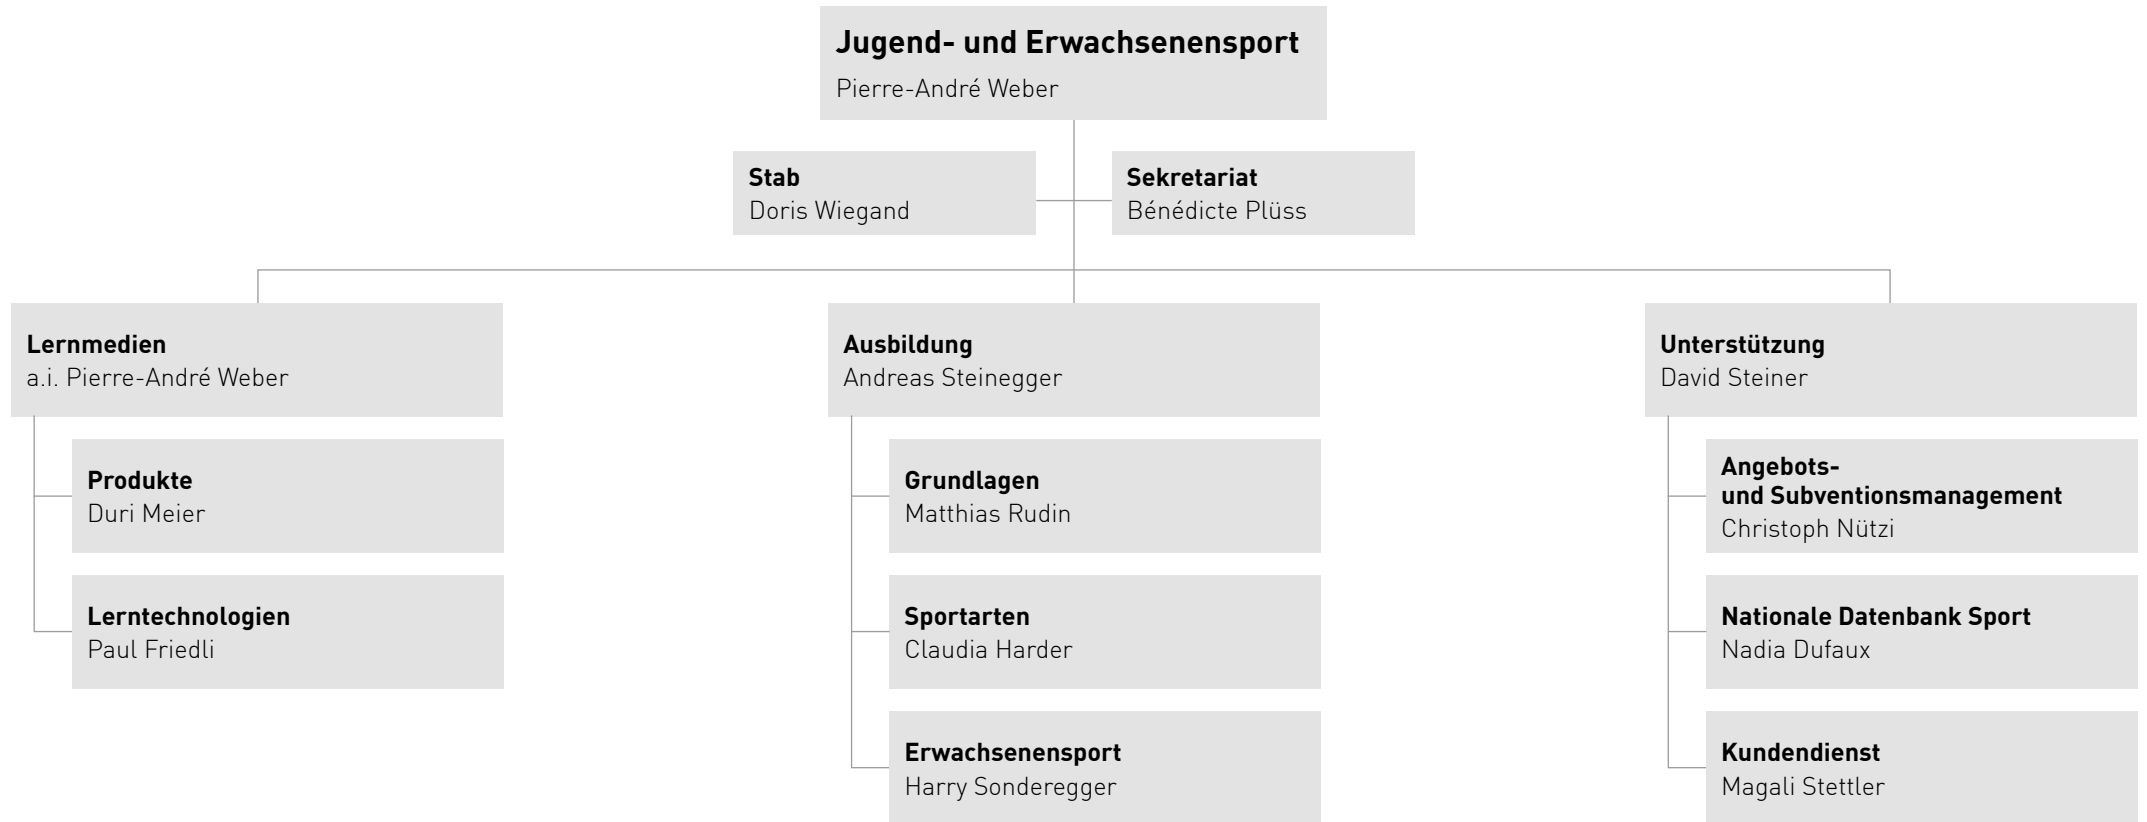 Jugend- und Erwachsenensport
Pierre-André Weber
Stab
Doris Wiegand
Sekretariat
Bénédicte Plüss
Lernmedien
a.i. Pierre-André Weber
Produkte
Duri Meier
Lerntechnologien
Paul Friedli
Ausbildung
Andreas Steinegger
Grundlagen
Matthias Rudin
Sportarten
Claudia Harder
Erwachsenensport
Harry Sonderegger
Unterstützung
David Steiner
Angebots-
und Subventionsmanagement
Christoph Nützi
Nationale Datenbank Sport
Nadia Dufaux
Kundendienst
Magali Stettler